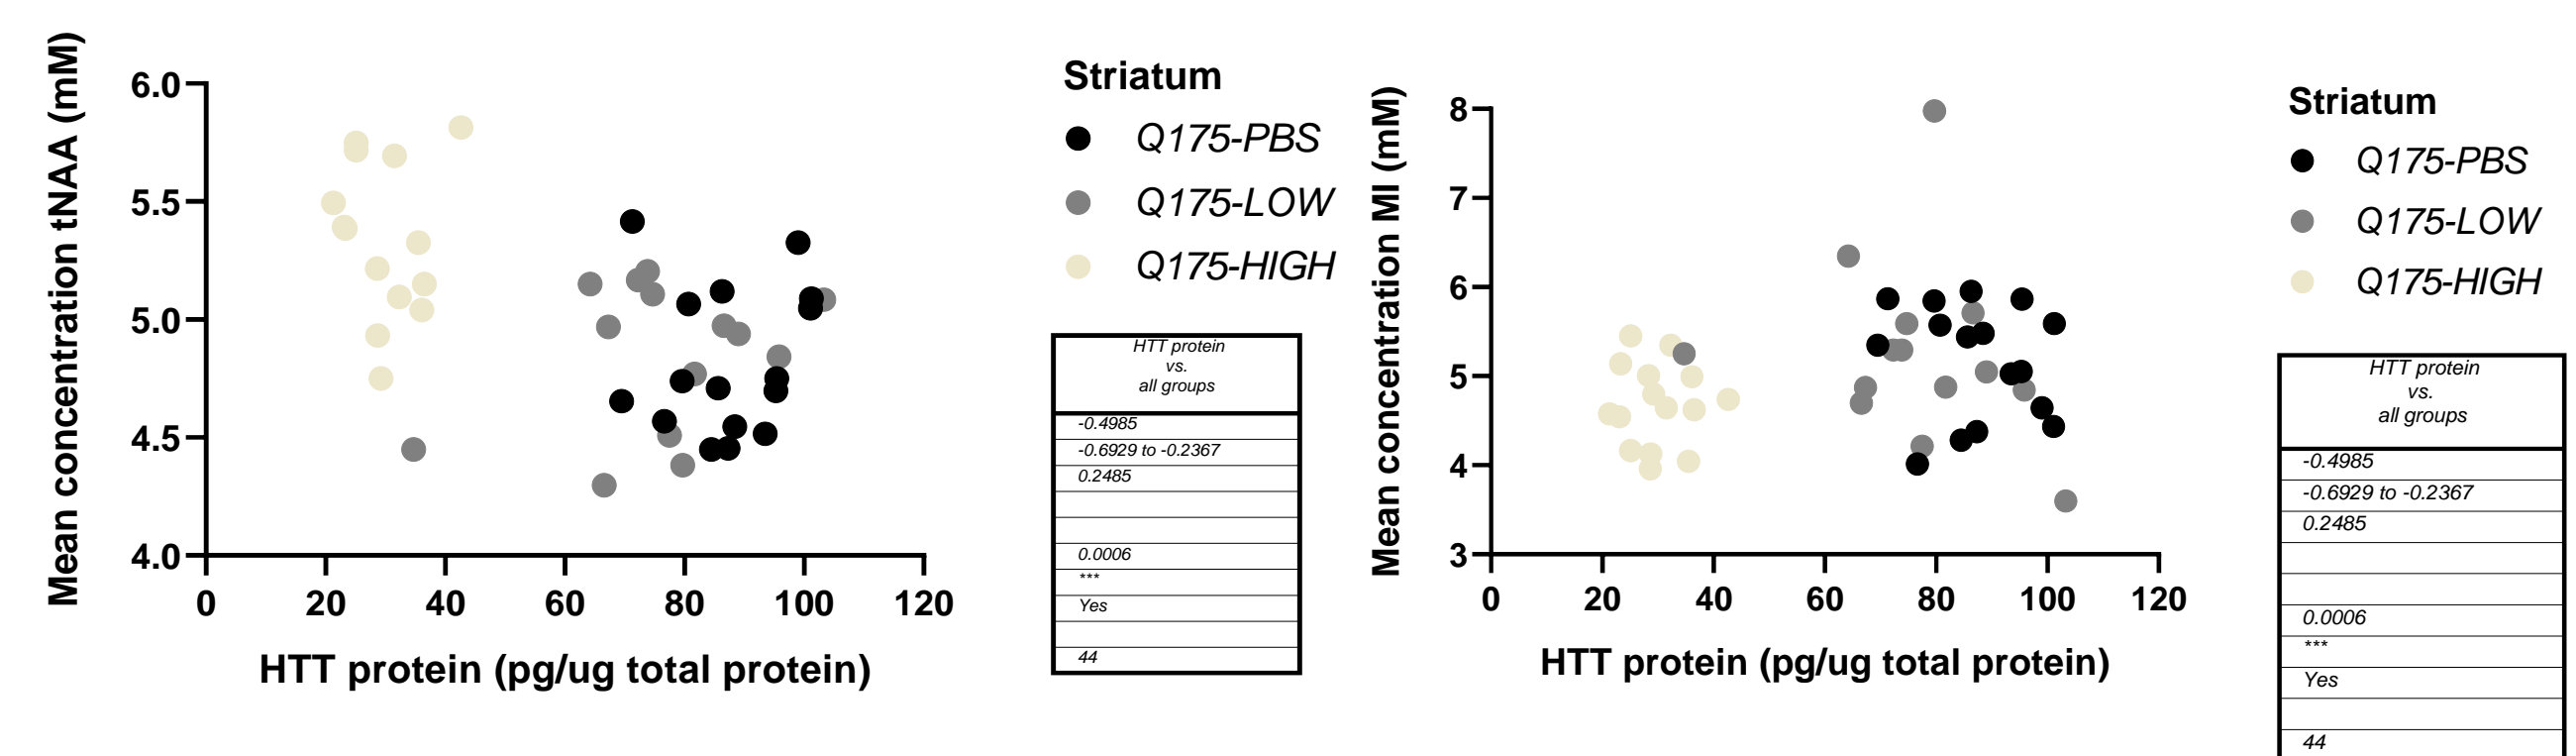 Mean concentration tNAA (mM)
6.0
5.5
5.0
4.5
4.0
0 20 40 60 80 100 120
HTT protein (pg/ug total protein)
Striatum
Q175-PBS
Q175-LOW
Q175-HIGH
HTT protein
vs.
all groups
-0.4985
-0.6929 to -0.2367
0.2485
0.0006
***
Yes
44
Mean concentration MI (mM)
8
7
6
5
4
3
0 20 40 60 80 100 120
HTT protein (pg/ug total protein)
Striatum
Q175-PBS
Q175-LOW
Q175-HIGH
HTT protein
vs.
all groups
-0.4985
-0.6929 to -0.2367
0.2485
0.0006
***
Yes
44